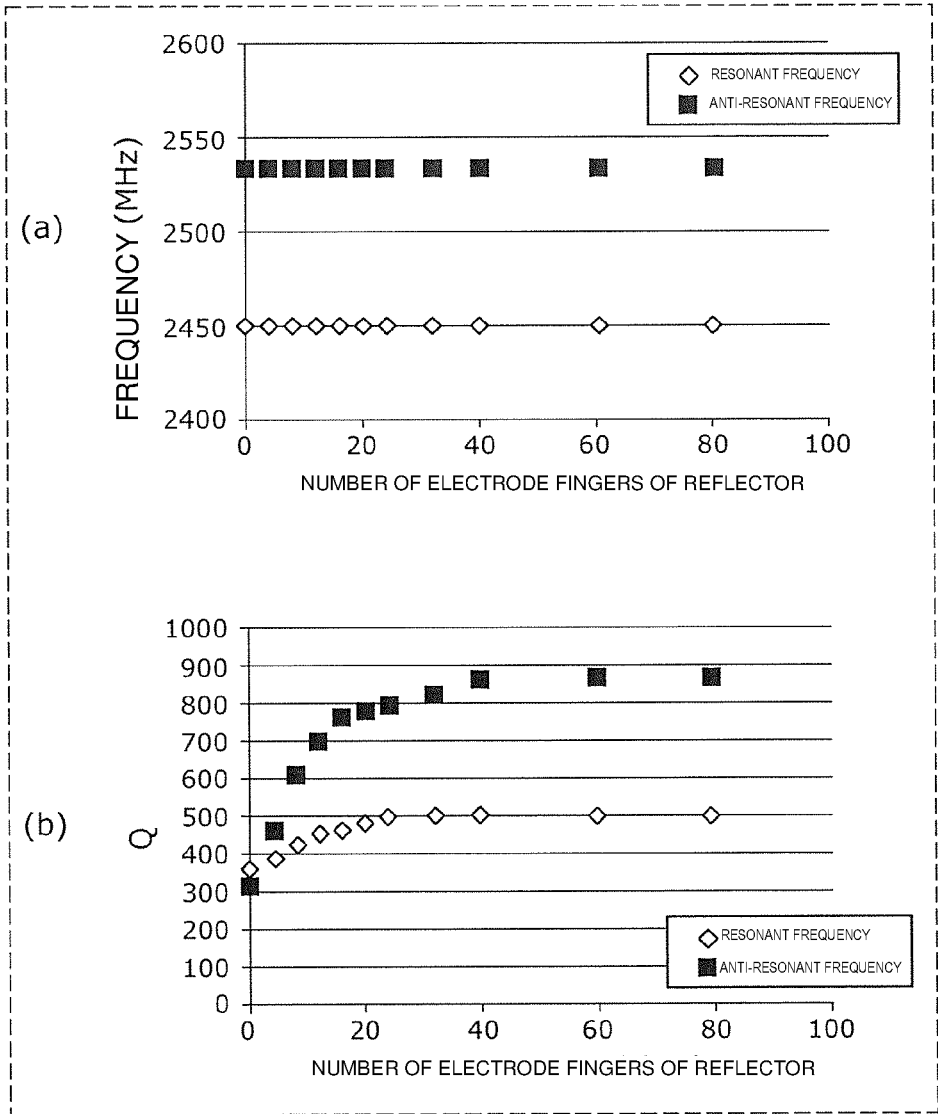 (a)
FREQUENCY (MHz)
2600
2550
2500
2450
2400
0 20 40 60 80 100
NUMBER OF ELECTRODE FINGERS OF REFLECTOR
RESONANT FREQUENCY
ANTI-RESONANT FREQUENCY
(b)
Q
1000
900
800
700
600
500
400
300
200
100
0
0 20 40 60 80 100
NUMBER OF ELECTRODE FINGERS OF REFLECTOR
RESONANT FREQUENCY
ANTI-RESONANT FREQUENCY